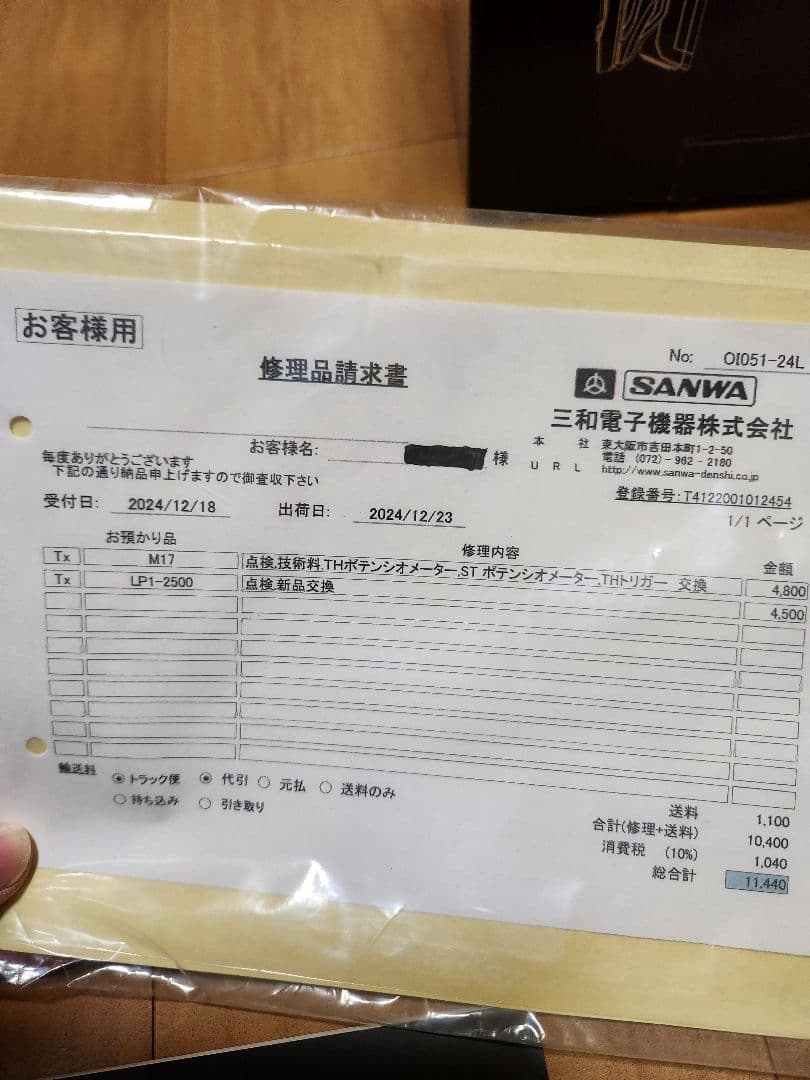 お客様用
修理品請求書
No: OI051-24L
SANWA
三和電子機器株式会社
本 社 東大阪市吉田本町1-2-50
電話 (072)-962-2180
URL http://www.sanwa-denshi.co.jp
登録番号:T4122001012454
1/1 ページ
お客様名: 様
毎度ありがとうございます
下記の通り納品申上げますので御査収下さい
受付日: 2024/12/18 出荷日: 2024/12/23
お預かり品 修理内容 金額
Tx M17 点検,技術料,THポテンシオメーター,ST ポテンシオメーター,THトリガー 交換 4,800
Tx LP1-2500 点検,新品交換 4,500
輸送料 ◉トラック便 ◉ 代引 ○ 元払 ○ 送料のみ
○持ち込み ○ 引き取り
送料 1,100
合計(修理+送料) 10,400
消費税 (10%) 1,040
総合計 11,440